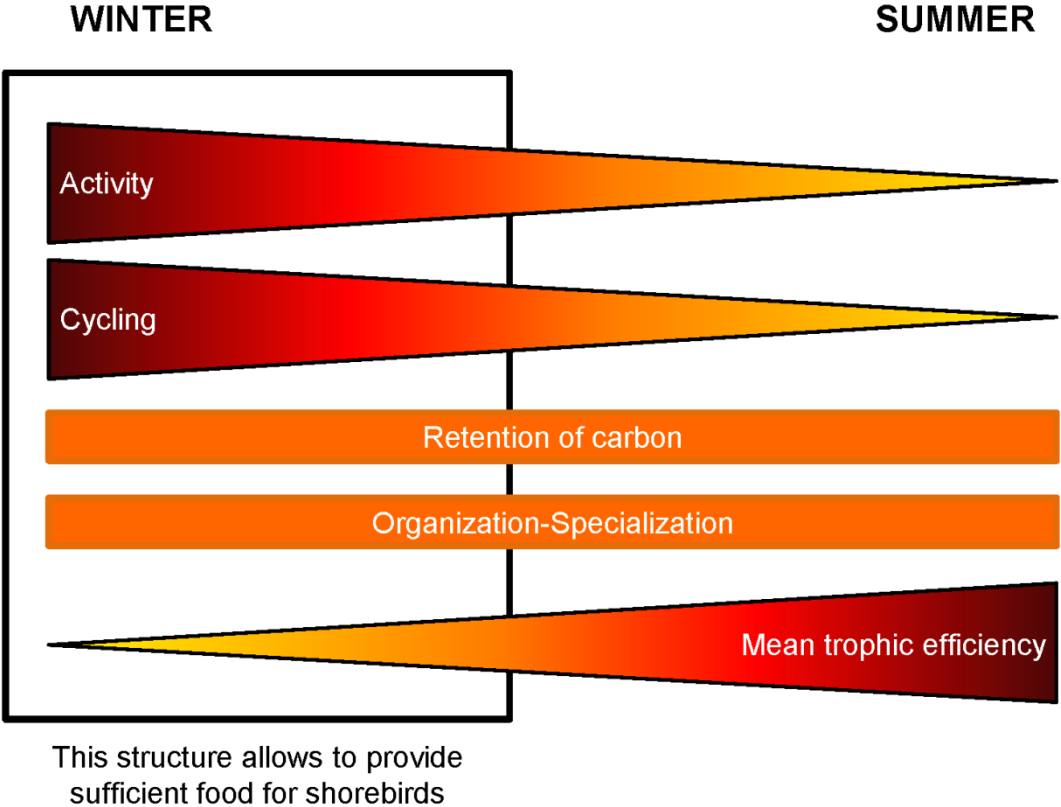 WINTER
SUMMER
Activity
Cycling
Retention of carbon
Organization-Specialization
Mean trophic efficiency
This structure allows to provide
sufficient food for shorebirds